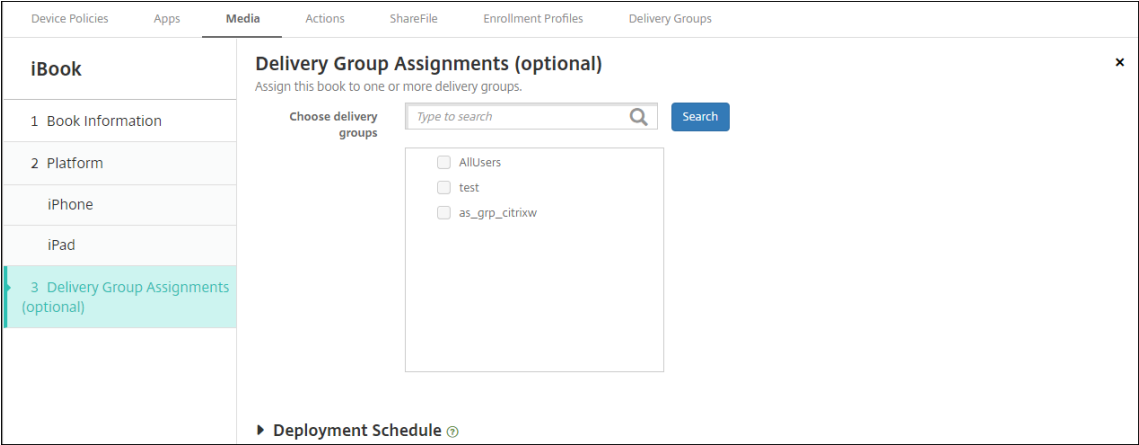 Device Policies Apps Media Actions ShareFile Enrollment Profiles Delivery Groups
iBook
1 Book Information
2 Platform
iPhone
iPad
3 Delivery Group Assignments
(optional)
Delivery Group Assignments (optional)
Assign this book to one or more delivery groups.
Choose delivery
groups
Type to search
Search
AllUsers
test
as_grp_citrixw
Deployment Schedule